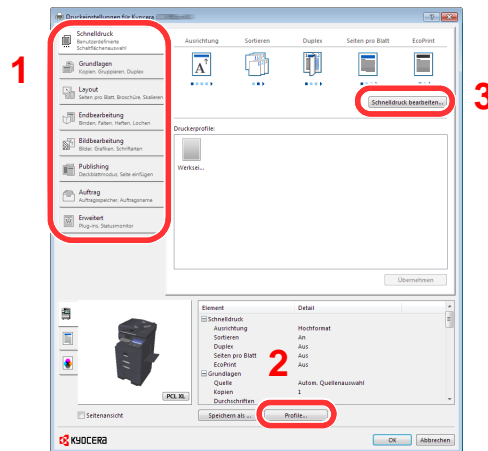 Druckeinstellungen für Kyocera
Schnelldruck
Benutzerdefinierte
Schaltflächenauswahl
Grundlagen
Kopien, Gruppieren, Duplex
Layout
Seiten pro Blatt, Broschüre, Skalieren
Endbearbeitung
Binden, Falten, Heften, Lochen
Bildbearbeitung
Bilder, Grafiken, Schriftarten
Publishing
Deckblattmodus, Seite einfügen
Auftrag
Auftragsspeicher, Auftragsname
Erweitert
Plug-ins, Statusmonitor
1
Ausrichtung Sortieren Duplex Seiten pro Blatt EcoPrint
A
Schnelldruck bearbeiten...
3
Druckerprofile:
Werksei...
Übernehmen
Element Detail
Schnelldruck
Ausrichtung Hochformat
Sortieren An
Duplex Aus
Seiten pro Blatt Aus
EcoPrint Aus
Grundlagen
Quelle Autom. Quellenauswahl
Kopien 1
Durchschriften
2
PCL XL
Seitenansicht
Speichern als ... Profile...
KYOCERA
OK Abbrechen